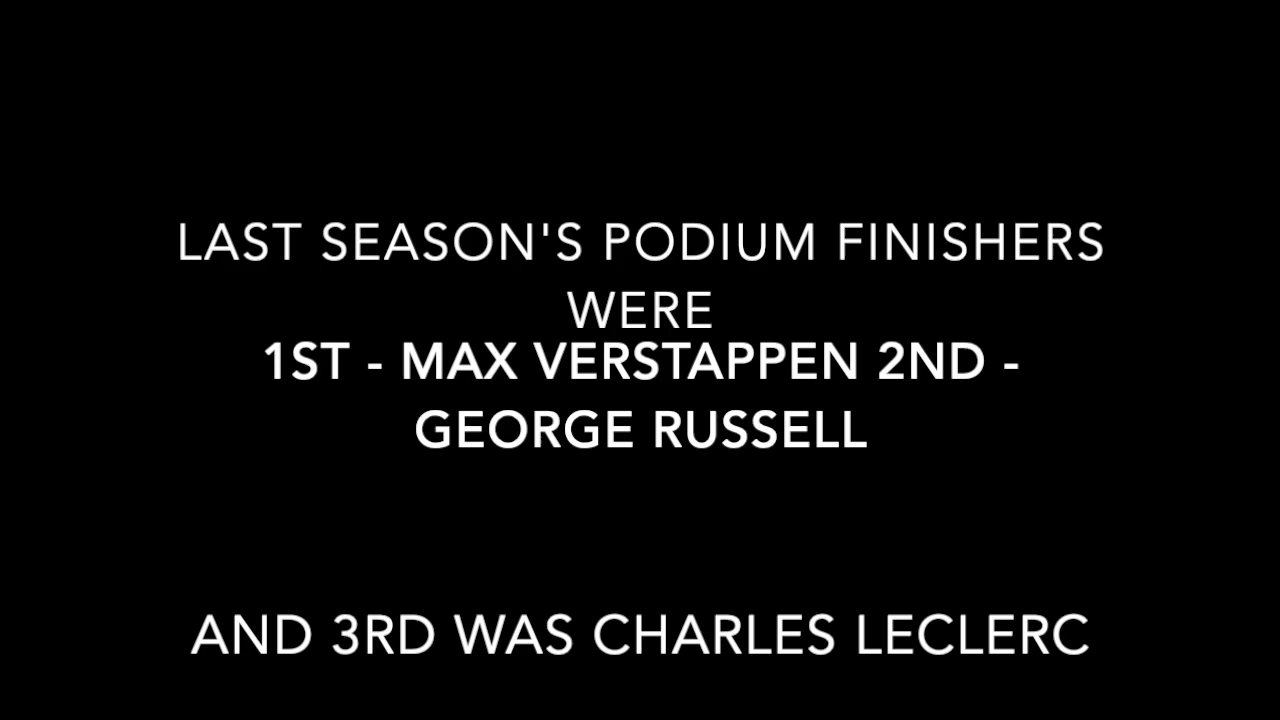 LAST SEASON'S PODIUM FINISHERS
WERE
1ST - MAX VERSTAPPEN 2ND -
GEORGE RUSSELL
AND 3RD WAS CHARLES LECLERC